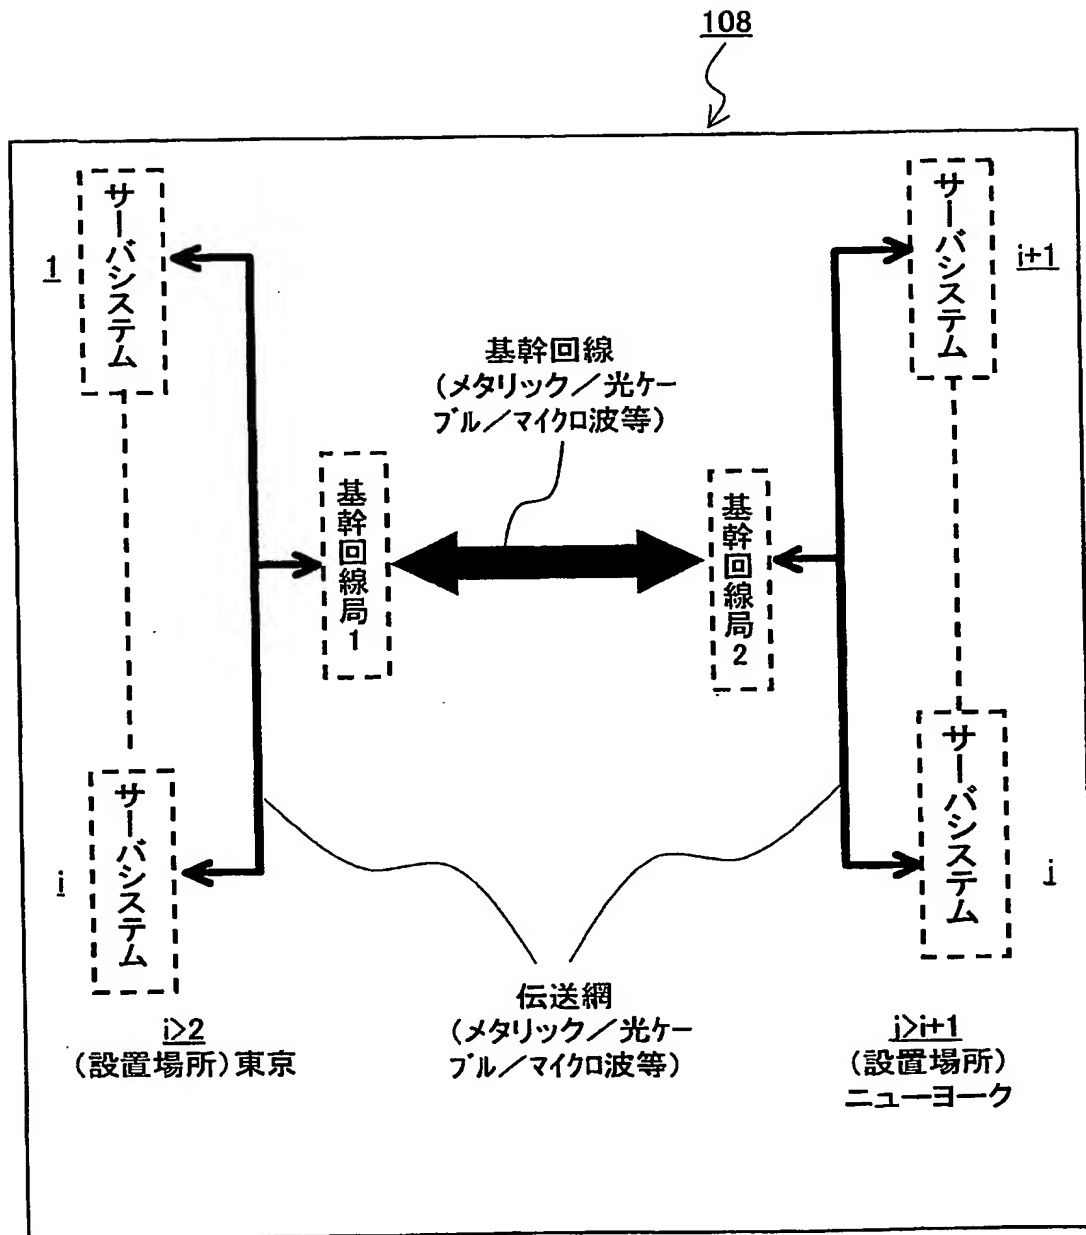 108
サーバシステム
1
サーバシステム
i+1
基幹回線
(メタリック／光ケー
ブル／マイクロ波等)
基幹回線局1
基幹回線局2
サーバシステム
i
サーバシステム
j
i>2
(設置場所)東京
伝送網
(メタリック／光ケー
ブル／マイクロ波等)
j>i+1
(設置場所)
ニューヨーク